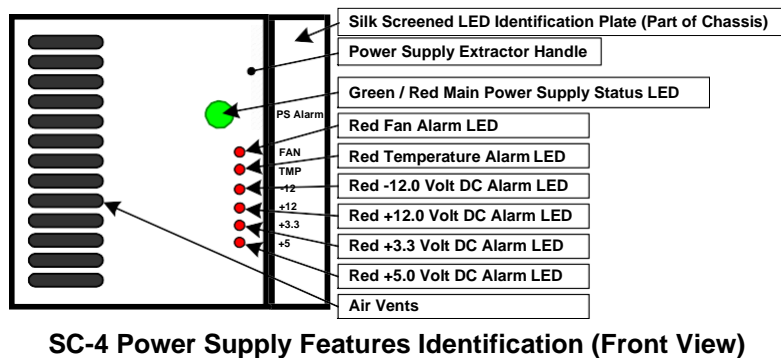 Silk Screened LED Identification Plate (Part of Chassis)
Power Supply Extractor Handle
Green / Red Main Power Supply Status LED
PS Alarm
Red Fan Alarm LED
FAN
Red Temperature Alarm LED
TMP
Red -12.0 Volt DC Alarm LED
-12
Red +12.0 Volt DC Alarm LED
+12
Red +3.3 Volt DC Alarm LED
+3.3
Red +5.0 Volt DC Alarm LED
+5
Air Vents
SC-4 Power Supply Features Identification (Front View)